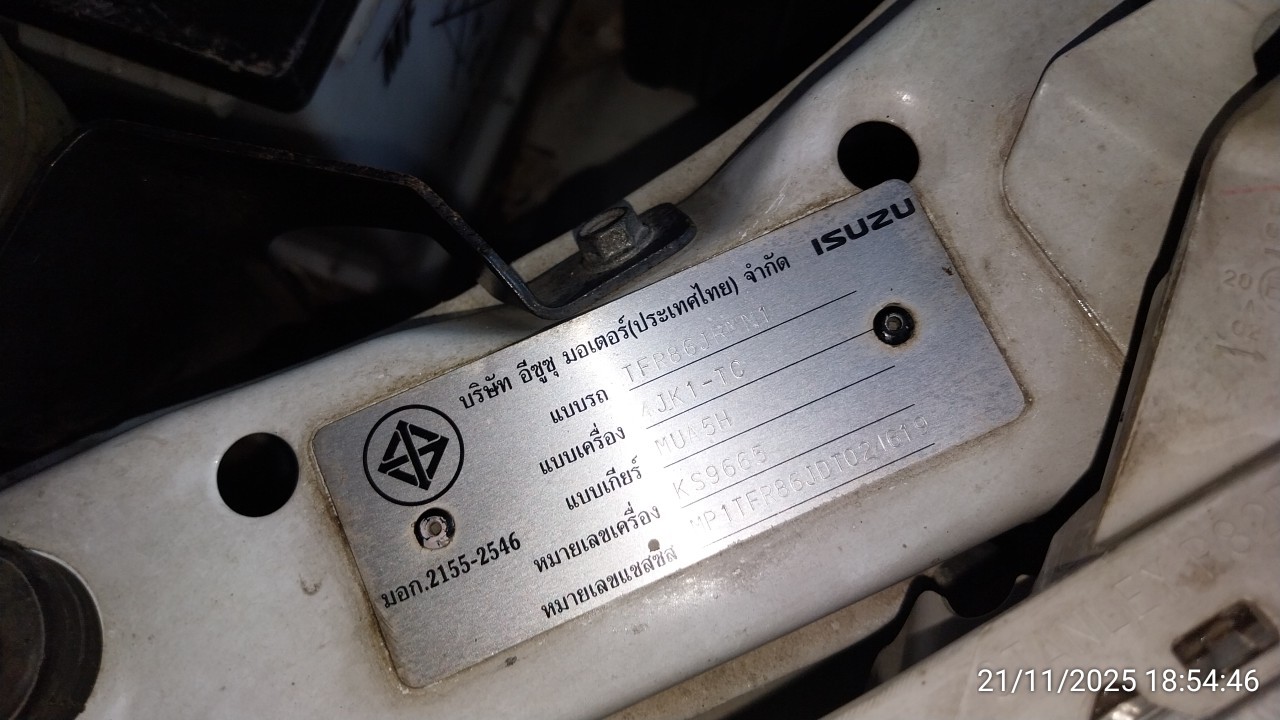 ISUZU
บริษัท อีซูซุ มอเตอร์(ประเทศไทย) จำกัด
แบบรถ
แบบเครื่อง 4JK1-TC
แบบเกียร์ MUA5H
หมายเลขเครื่อง KS9665
หมายเลขแชสซีส์
มอก.2155-2546
21/11/2025 18:54:46